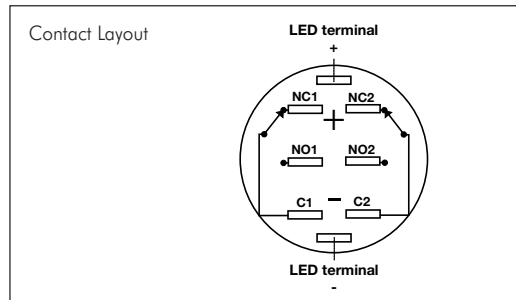 Contact Layout
LED terminal
+
NC1 NC2
+
NO1 NO2
C1 - C2
LED terminal
-